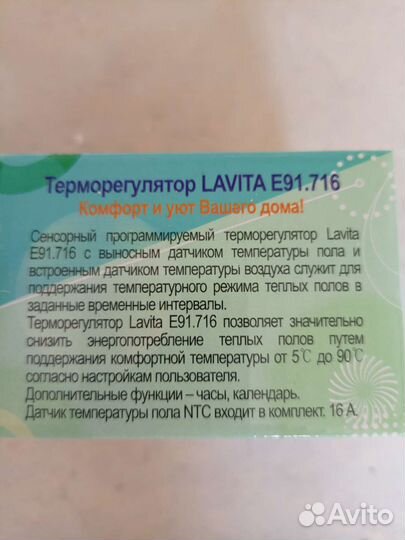 Терморегулятор LAVITA E91.716
Комфорт и уют Вашего дома!
Сенсорный программируемый терморегулятор Lavita
E91.716 с выносным датчиком температуры пола и
встроенным датчиком температуры воздуха служит для
поддержания температурного режима теплых полов в
заданные временные интервалы.
Терморегулятор Lavita E91.716 позволяет значительно
снизить энергопотребление теплых полов путем
поддержания комфортной температуры от 5℃ до 90℃
согласно настройкам пользователя.
Дополнительные функции – часы, календарь.
Датчик температуры пола NTC входит в комплект. 16 А.
Avito